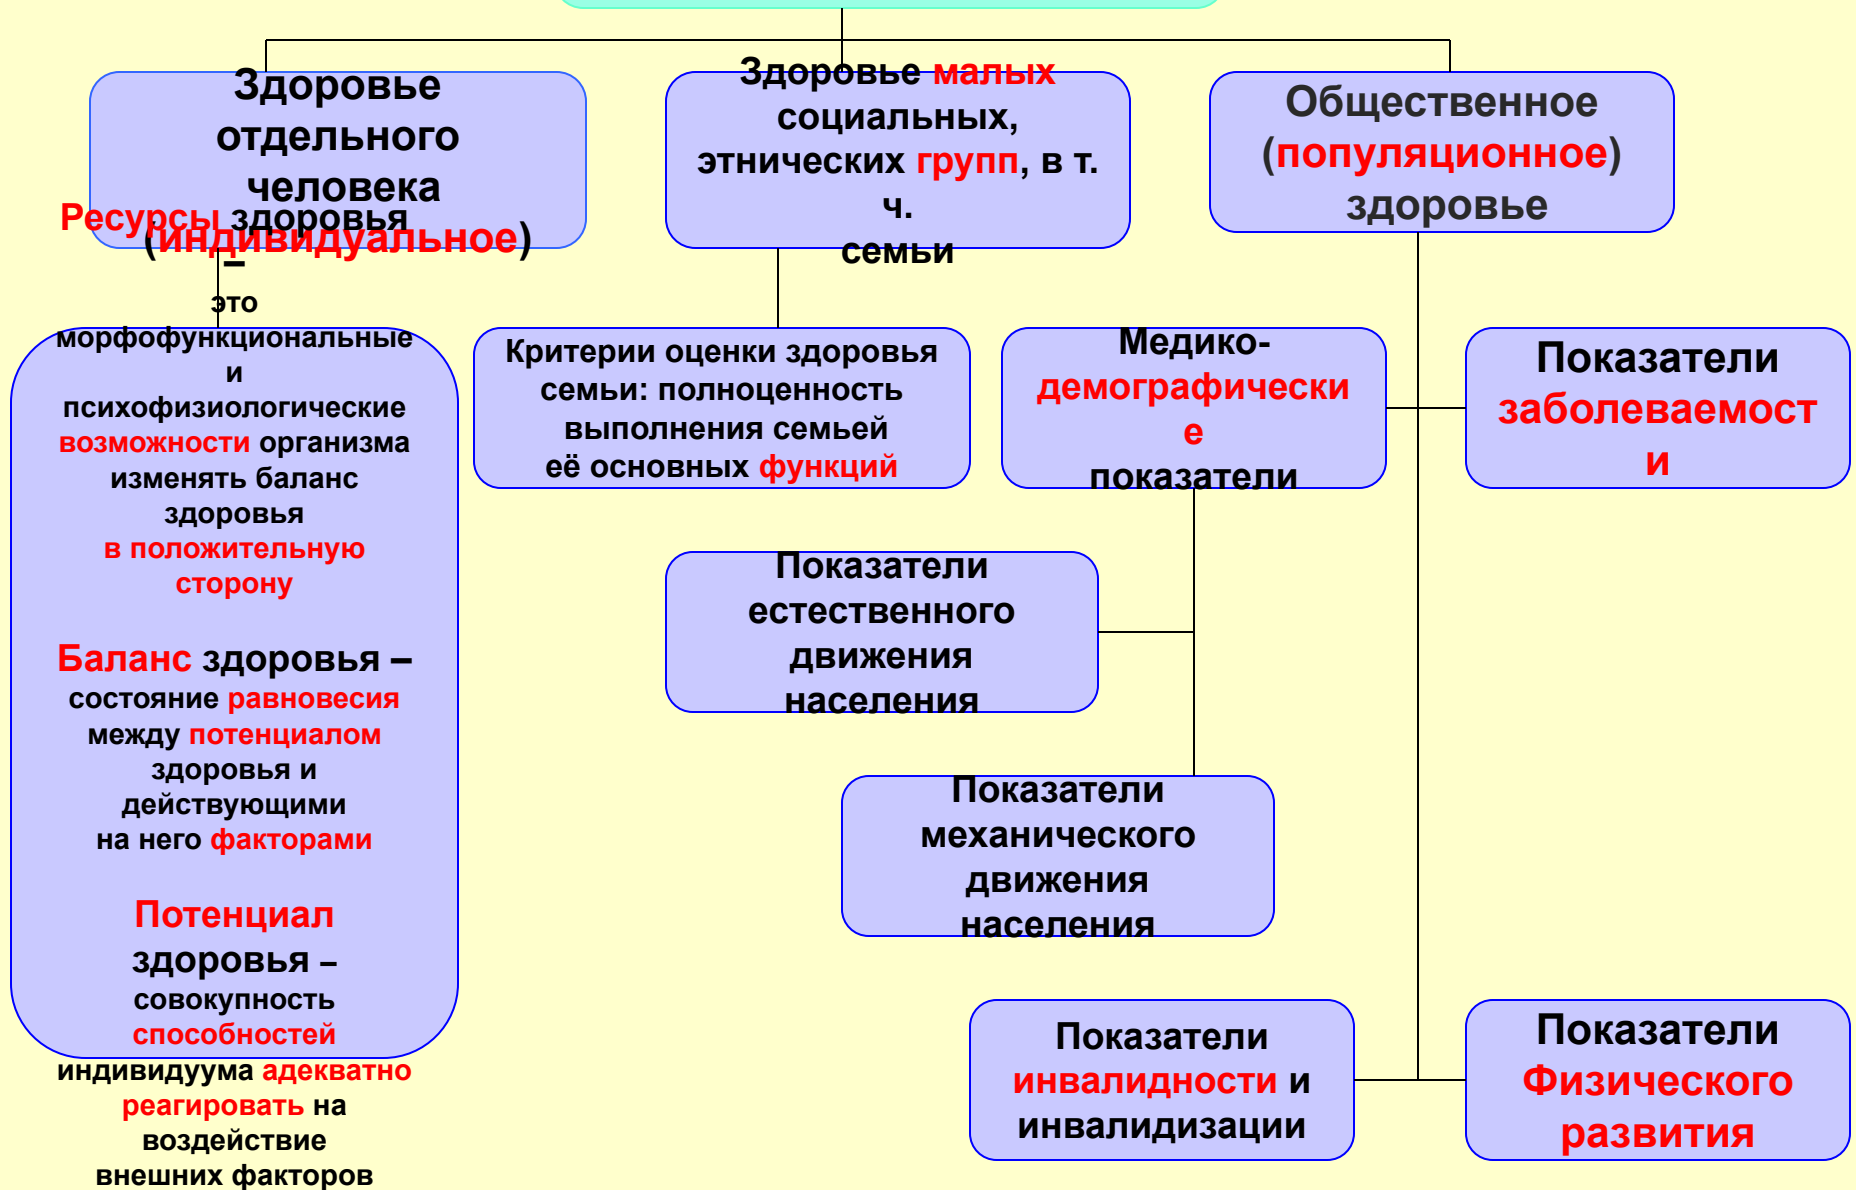 Здоровье
отдельного
человека
(индивидуальное)
Ресурсы здоровья
–
это
морфофункциональные
и
психофизиологические
возможности организма
изменять баланс
здоровья
в положительную
сторону
Баланс здоровья –
состояние равновесия
между потенциалом
здоровья и
действующими
на него факторами
Потенциал
здоровья –
совокупность
способностей
индивидуума адекватно
реагировать на
воздействие
внешних факторов
Здоровье малых
социальных,
этнических групп, в т.
ч.
семьи
Критерии оценки здоровья
семьи: полноценность
выполнения семьей
её основных функций
Общественное
(популяционное)
здоровье
Медико-
демографически
е
показатели
Показатели
заболеваемост
и
Показатели
естественного
движения
населения
Показатели
механического
движения
населения
Показатели
инвалидности и
инвалидизации
Показатели
Физического
развития